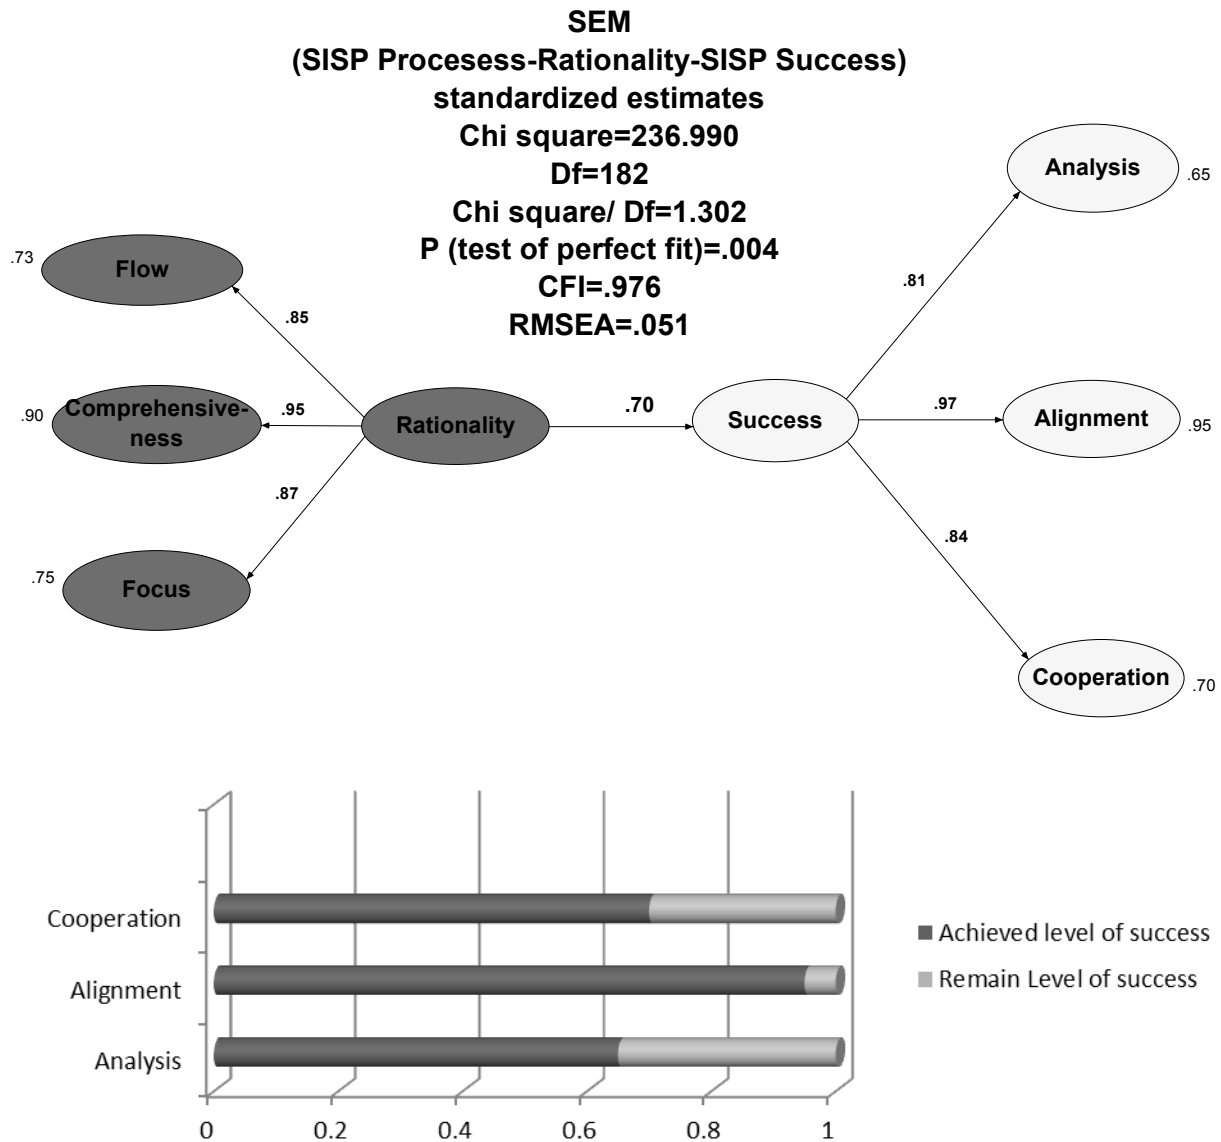 SEM
(SISP Procesess-Rationality-SISP Success)
standardized estimates
Chi square=236.990
Df=182
Chi square/ Df=1.302
P (test of perfect fit)=.004
CFI=.976
RMSEA=.051
Analysis
.65
.73
Flow
.81
.85
.90
Comprehensive-
ness
.95
Rationality
.70
Success
.97
Alignment
.95
.87
.84
.75
Focus
Cooperation
.70
Cooperation
Alignment
Analysis
Achieved level of success
Remain Level of success
0 0.2 0.4 0.6 0.8 1